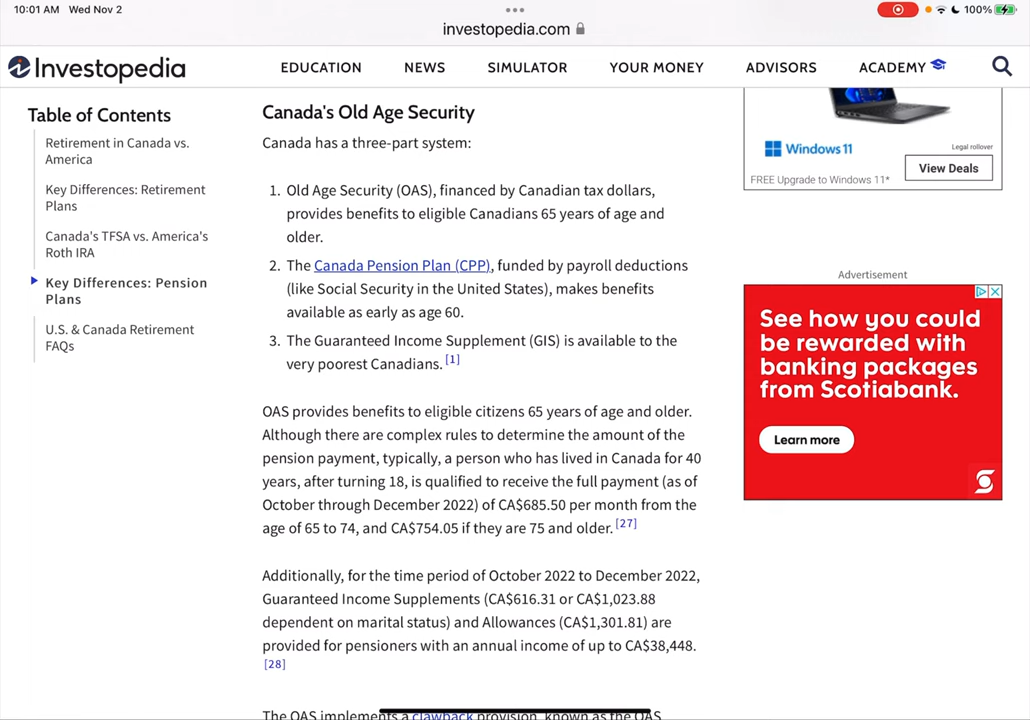 10:01 AM Wed Nov 2
100%
investopedia.com
Investopedia
EDUCATION
NEWS
SIMULATOR
YOUR MONEY
ADVISORS
ACADEMY
Table of Contents
Retirement in Canada vs.
America
Key Differences: Retirement
Plans
Canada's TFSA vs. America's
Roth IRA
Key Differences: Pension
Plans
U.S. & Canada Retirement
FAQs
Canada's Old Age Security
Canada has a three-part system:
1. Old Age Security (OAS), financed by Canadian tax dollars,
provides benefits to eligible Canadians 65 years of age and
older.
2. The Canada Pension Plan (CPP), funded by payroll deductions
(like Social Security in the United States), makes benefits
available as early as age 60.
3. The Guaranteed Income Supplement (GIS) is available to the
very poorest Canadians. [1]
OAS provides benefits to eligible citizens 65 years of age and older.
Although there are complex rules to determine the amount of the
pension payment, typically, a person who has lived in Canada for 40
years, after turning 18, is qualified to receive the full payment (as of
October through December 2022) of CA$685.50 per month from the
age of 65 to 74, and CA$754.05 if they are 75 and older. [27]
Additionally, for the time period of October 2022 to December 2022,
Guaranteed Income Supplements (CA$616.31 or CA$1,023.88
dependent on marital status) and Allowances (CA$1,301.81) are
provided for pensioners with an annual income of up to CA$38,448.
[28]
The OAS implements a clawback provision, known as the OAS
Windows 11
Legal rollover
View Deals
FREE Upgrade to Windows 11*
Advertisement
See how you could
be rewarded with
banking packages
from Scotiabank.
Learn more